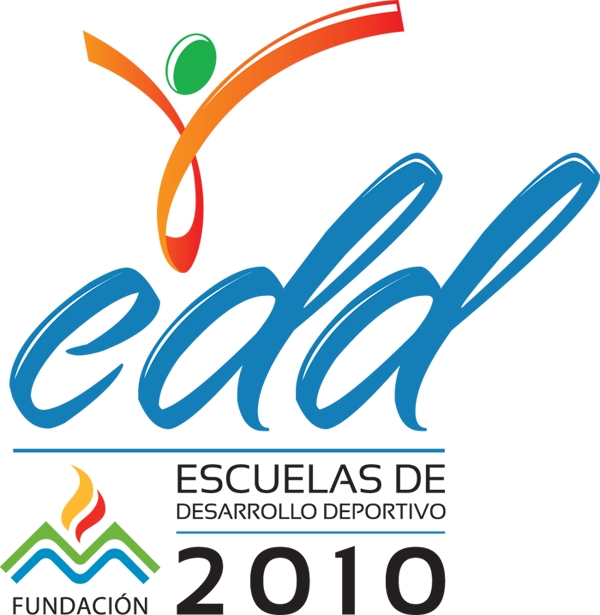 edd
ESCUELAS DE
DESARROLLO DEPORTIVO
2010
FUNDACIÓN